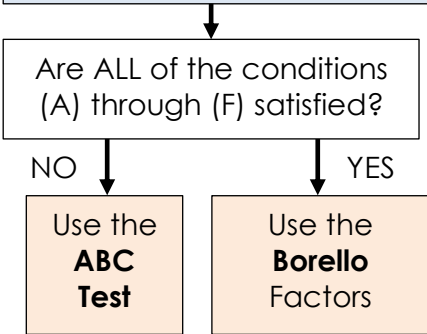 Are ALL of the conditions
(A) through (F) satisfied?
NO
YES
Use the
ABC
Test
Use the
Borello
Factors